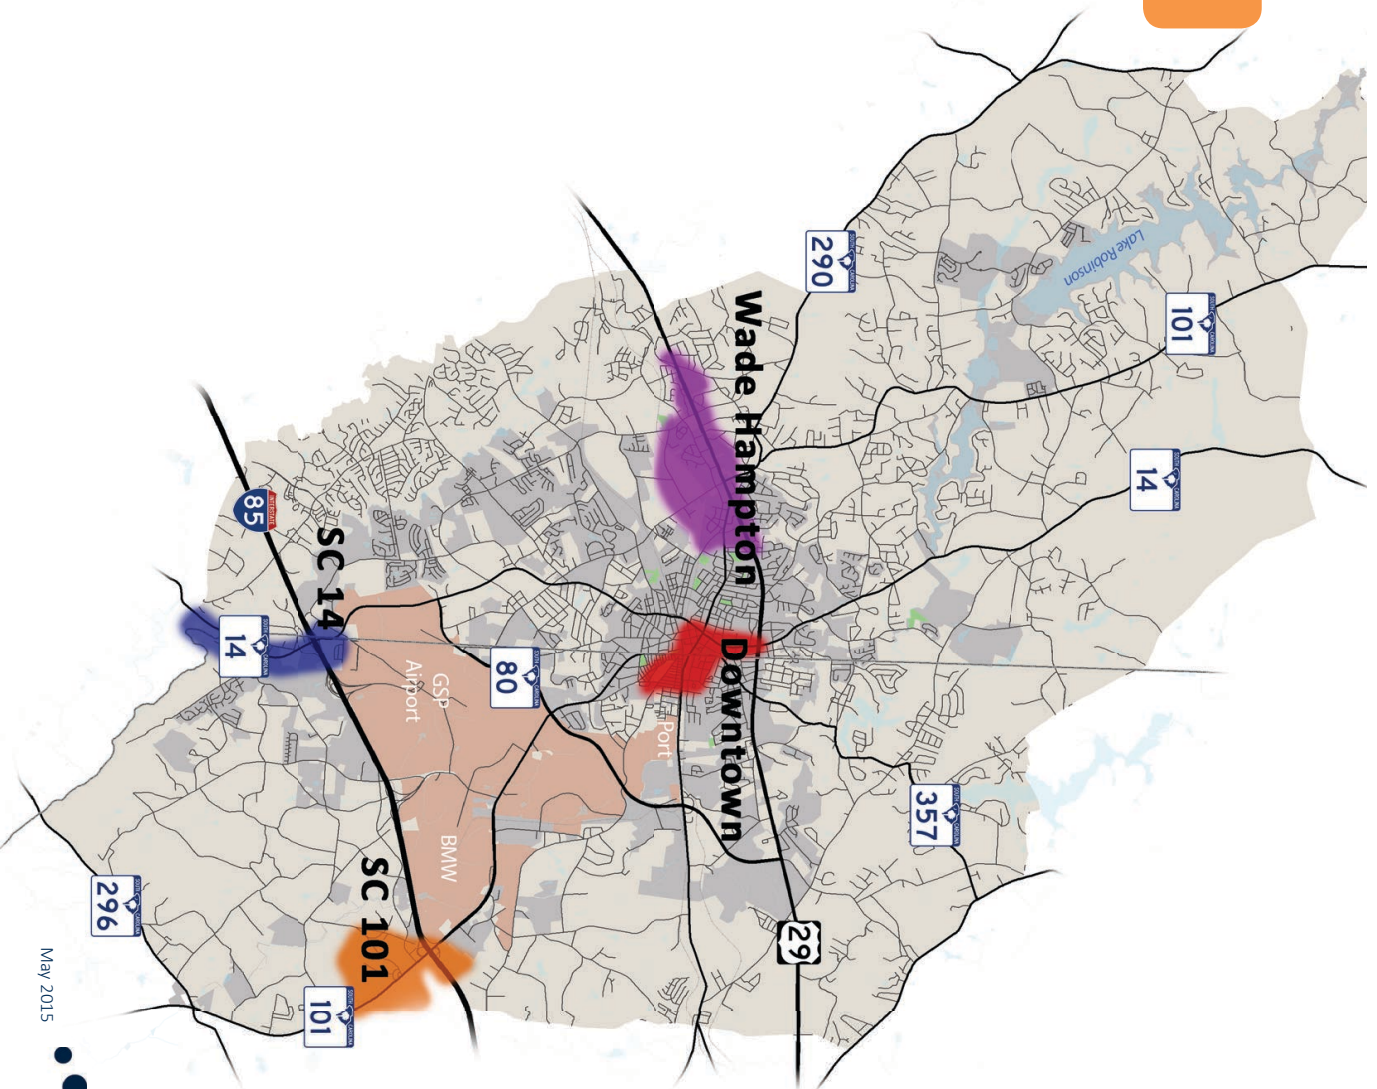 Lake Robinson
290
101
14
Wade Hampton
INTERSTATE
85
SC 14
14
80
GSP
Airport
Port
Downtown
357
BMW
SC 101
29
296
101
May 2015